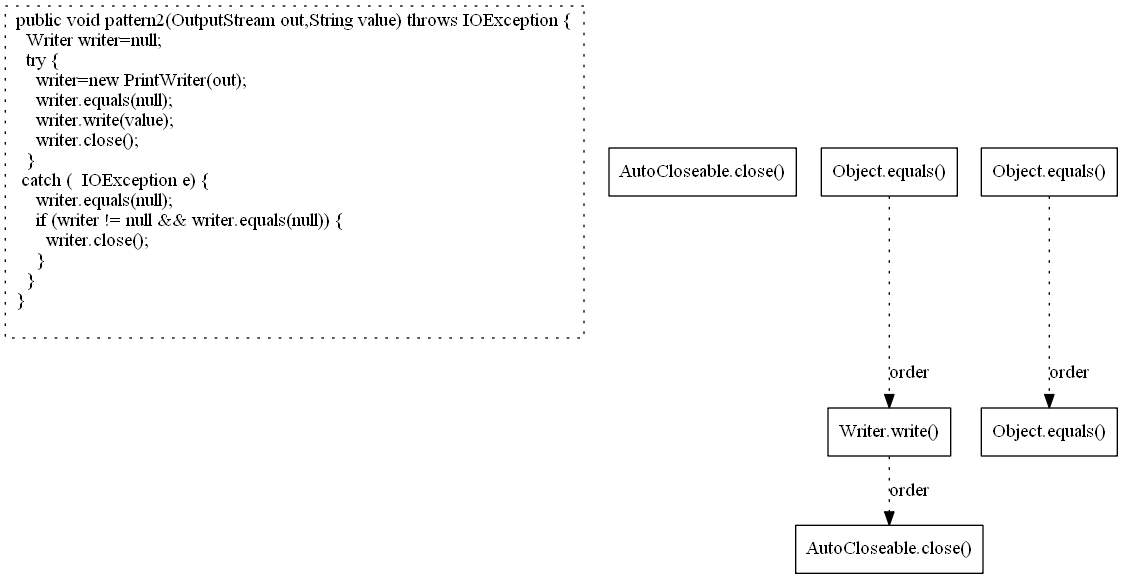 public void pattern2(OutputStream out,String value) throws IOException {
Writer writer=null;
try {
writer=new PrintWriter(out);
writer.equals(null);
writer.write(value);
writer.close();
}
catch (  IOException e) {
writer.equals(null);
if (writer != null && writer.equals(null)) {
writer.close();
}
}
}
AutoCloseable.close()
Object.equals()
Object.equals()
order
order
Writer.write()
Object.equals()
order
AutoCloseable.close()